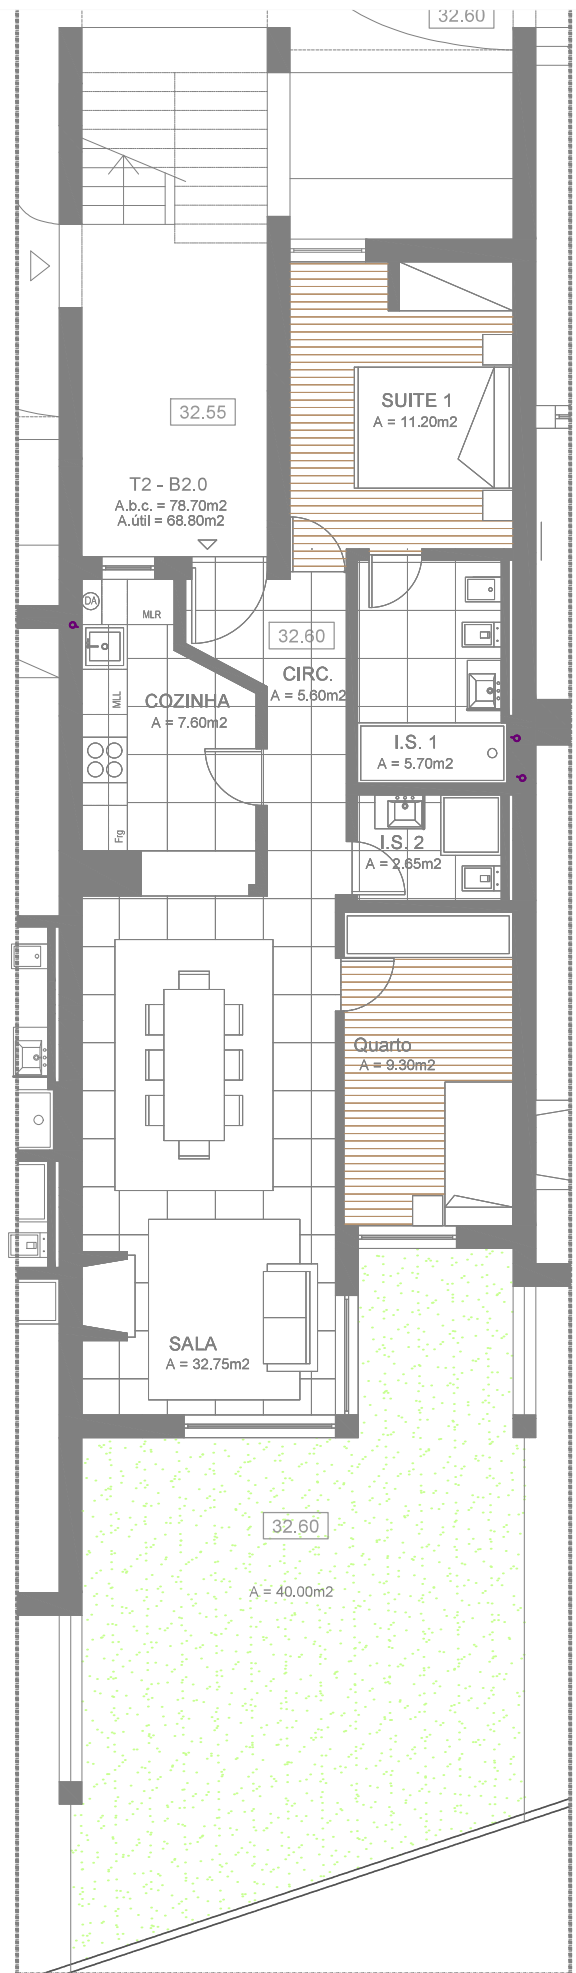 32.60
32.55
SUITE 1
A = 11.20m2
T2 - B2.0
A.b.c. = 78.70m2
A.útil = 68.80m2
DA
MLR
32.60
CIRC.
A = 5.60m2
MLL
COZINHA
A = 7.60m2
I.S. 1
A = 5.70m2
Frg
I.S. 2
A = 2.65m2
Quarto
A = 9.30m2
SALA
A = 32.75m2
32.60
A = 40.00m2